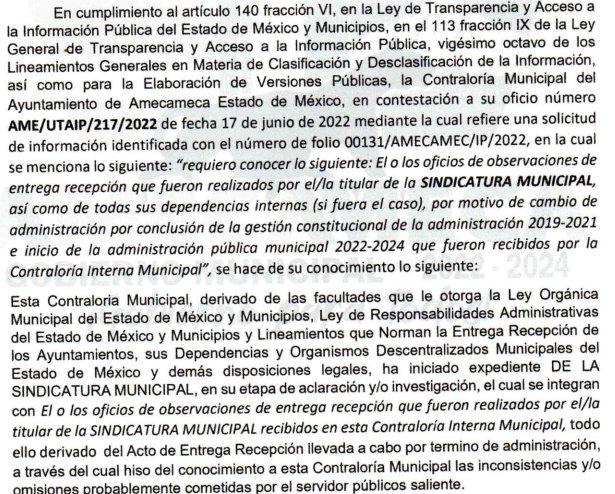 En cumplimiento al artículo 140 fracción VI, en la Ley de Transparencia y Acceso a
la Información Pública del Estado de México y Municipios, en el 113 fracción IX de la Ley
General de Transparencia y Acceso a la Información Pública, vigésimo octavo de los
Lineamientos Generales en Materia de Clasificación y Desclasificación de la Información,
así como para la Elaboración de Versiones Públicas, la Contraloría Municipal del
Ayuntamiento de Amecameca Estado de México, en contestación a su oficio número
AME/UTAIP/217/2022 de fecha 17 de junio de 2022 mediante la cual refiere una solicitud
de información identificada con el número de folio 00131/AMECAMEC/IP/2022, en la cual
se menciona lo siguiente: "requiero conocer lo siguiente: El o los oficios de observaciones de
entrega recepción que fueron realizados por el/la titular de la SINDICATURA MUNICIPAL,
así como de todas sus dependencias internas (si fuera el caso), por motivo de cambio de
administración por conclusión de la gestión constitucional de la administración 2019-2021
e inicio de la administración pública municipal 2022-2024 que fueron recibidos por la
Contraloría Interna Municipal", se hace de su conocimiento lo siguiente:
GOBIERNO MUNICIPAL 2022 - 2024
Esta Contraloria Municipal, derivado de las facultades que le otorga la Ley Orgánica
Municipal del Estado de México y Municipios, Ley de Responsabilidades Administrativas
del Estado de México y Municipios y Lineamientos que Norman la Entrega Recepción de
los Ayuntamientos, sus Dependencias y Organismos Descentralizados Municipales del
Estado de México y demás disposiciones legales, ha iniciado expediente DE LA
SINDICATURA MUNICIPAL, en su etapa de aclaración y/o investigación, el cual se integran
con El o los oficios de observaciones de entrega recepción que fueron realizados por el/la
titular de la SINDICATURA MUNICIPAL recibidos en esta Contraloría Interna Municipal, todo
ello derivado del Acto de Entrega Recepción llevada a cabo por termino de administración,
a través del cual hiso del conocimiento a esta Contraloría Municipal las inconsistencias y/o
omisiones probablemente cometidas por el servidor públicos saliente.